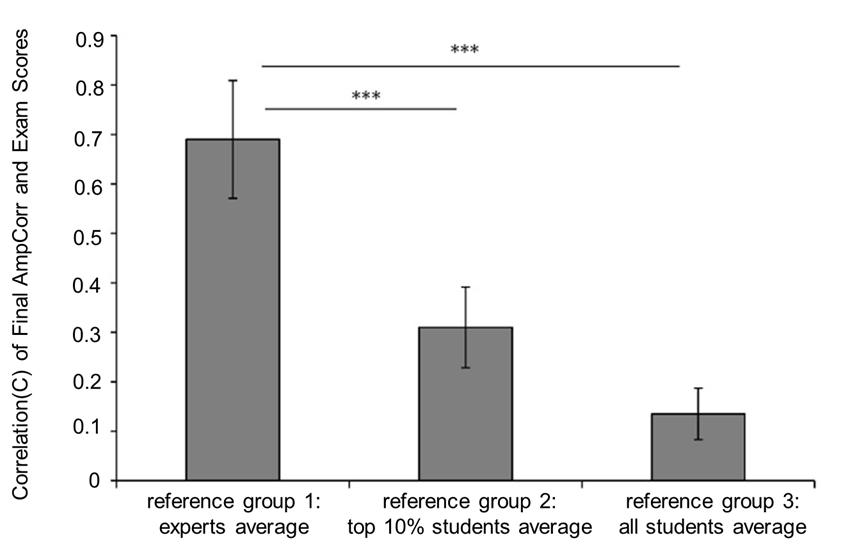 Correlation(C) of Final AmpCorr and Exam Scores
0.9
0.8
0.7
0.6
0.5
0.4
0.3
0.2
0.1
0
***
***
reference group 1:
experts average
reference group 2:
top 10% students average
reference group 3:
all students average